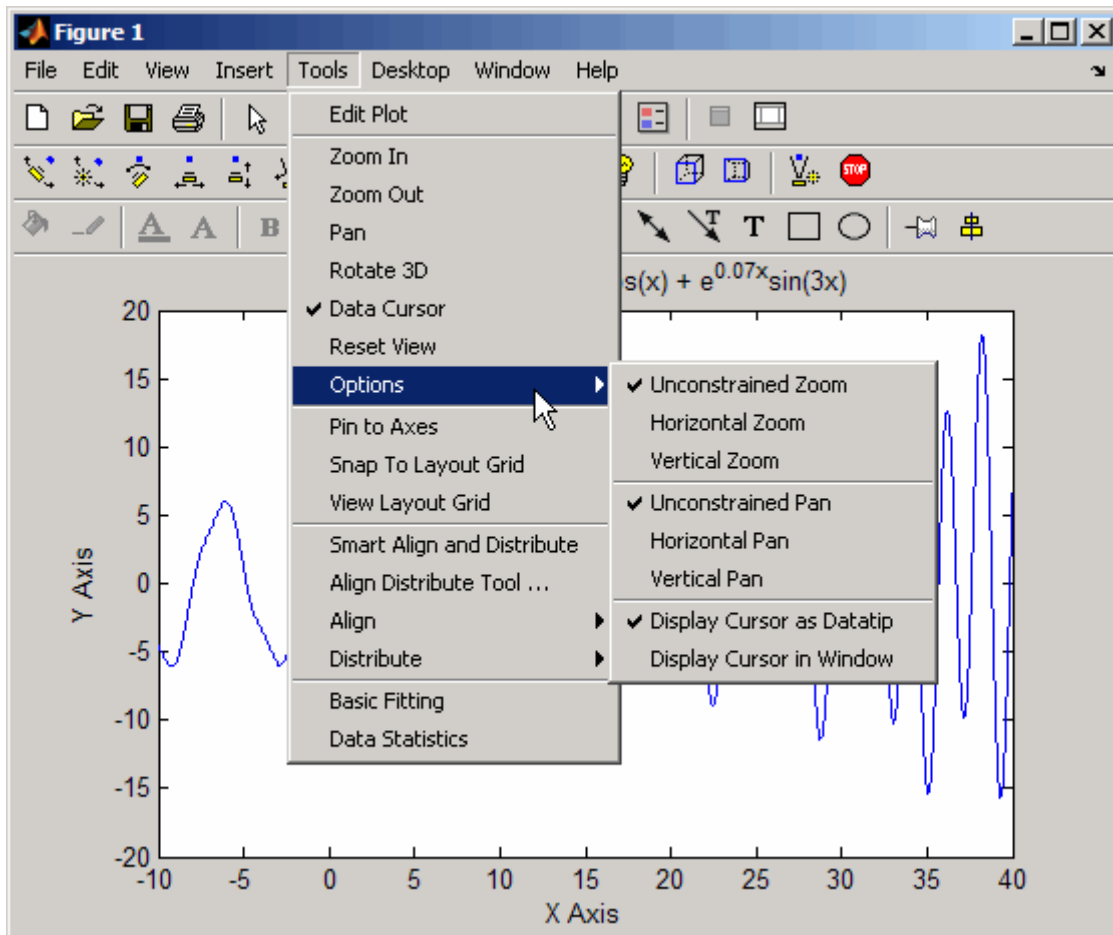 Figure 1
File Edit View Insert Tools Desktop Window Help
Edit Plot
Zoom In
Zoom Out
Pan
Rotate 3D
Data Cursor
Reset View
Options
Pin to Axes
Snap To Layout Grid
View Layout Grid
Smart Align and Distribute
Align Distribute Tool ...
Align
Distribute
Basic Fitting
Data Statistics
Unconstrained Zoom
Horizontal Zoom
Vertical Zoom
Unconstrained Pan
Horizontal Pan
Vertical Pan
Display Cursor as Datatip
Display Cursor in Window
STOP
A A B
T T
s(x) + e^0.07x sin(3x)
20
15
10
5
0
-5
-10
-15
-20
Y Axis
-10 -5 0 5 10 15 20 25 30 35 40
X Axis